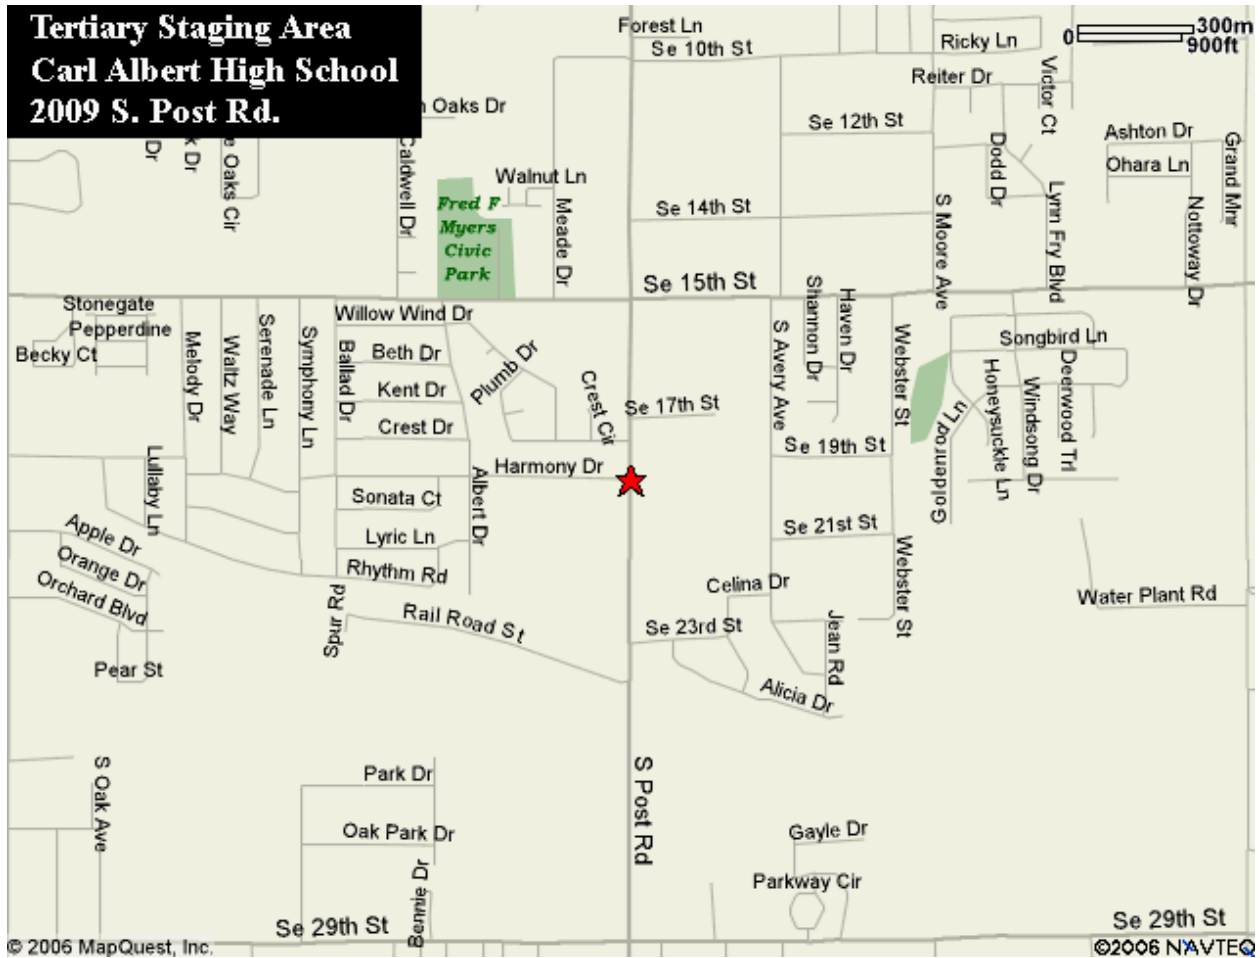 Tertiary Staging Area
Carl Albert High School
2009 S. Post Rd.
Forest Ln
Se 10th St
Ricky Ln
0
300m
900ft
Reiter Dr
Victor Ct
Oaks Dr
Se 12th St
Ashton Dr
Dr
Dr
Oaks Cir
Caldwell Dr
Dodd Dr
Ohara Ln
Grand Mnr
Walnut Ln
Fred F
Myers
Civic
Park
Meade Dr
Se 14th St
S Moore Ave
Lynn Fry Blvd
Nottoway Dr
Se 15th St
Stonegate
Pepperdine
Becky Ct
Melody Dr
Waltz Way
Serenade Ln
Symphony Ln
Ballad Dr
Willow Wind Dr
Beth Dr
Kent Dr
Crest Dr
Plumb Dr
Crest Cir
Se 17th St
S Avery Ave
Shannon Dr
Haven Dr
Webster St
Songbird Ln
Goldenrod Ln
Honeysuckle Ln
Windsong Dr
Deerwood Trl
Se 19th St
Harmony Dr
Lullaby Ln
Sonata Ct
Albert Dr
Lyric Ln
Rhythm Rd
Apple Dr
Orange Dr
Orchard Blvd
Pear St
Spur Rd
Rail Road St
Se 21st St
Webster St
Celina Dr
Water Plant Rd
Se 23rd St
Jean Rd
Alicia Dr
S Oak Ave
Park Dr
Oak Park Dr
Bennie Dr
S Post Rd
Gayle Dr
Parkway Cir
Se 29th St
Se 29th St
© 2006 MapQuest, Inc.
©2006 NAVTEQ